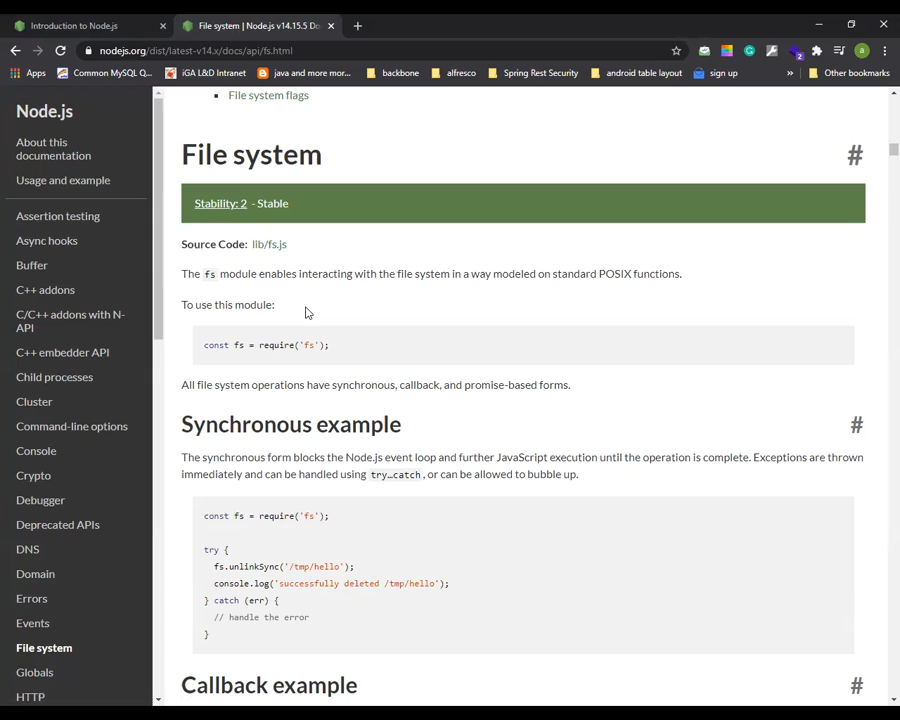 Introduction to Node.js
File system | Node.js v14.15.5 Do
nodejs.org/dist/latest-v14.x/docs/api/fs.html
2
a
Apps
Common MySQL Q...
iGA L&D Intranet
java and more mor...
backbone
alfresco
Spring Rest Security
android table layout
sign up
»
Other bookmarks
Node.js
About this
documentation
Usage and example
Assertion testing
Async hooks
Buffer
C++ addons
C/C++ addons with N-
API
C++ embedder API
Child processes
Cluster
Command-line options
Console
Crypto
Debugger
Deprecated APIs
DNS
Domain
Errors
Events
File system
Globals
HTTP
File system flags
File system
#
Stability: 2 - Stable
Source Code: lib/fs.js
The fs module enables interacting with the file system in a way modeled on standard POSIX functions.
To use this module:
const fs = require('fs');
All file system operations have synchronous, callback, and promise-based forms.
Synchronous example
#
The synchronous form blocks the Node.js event loop and further JavaScript execution until the operation is complete. Exceptions are thrown
immediately and can be handled using try…catch, or can be allowed to bubble up.
const fs = require('fs');
try {
fs.unlinkSync('/tmp/hello');
console.log('successfully deleted /tmp/hello');
} catch (err) {
// handle the error
}
Callback example
#